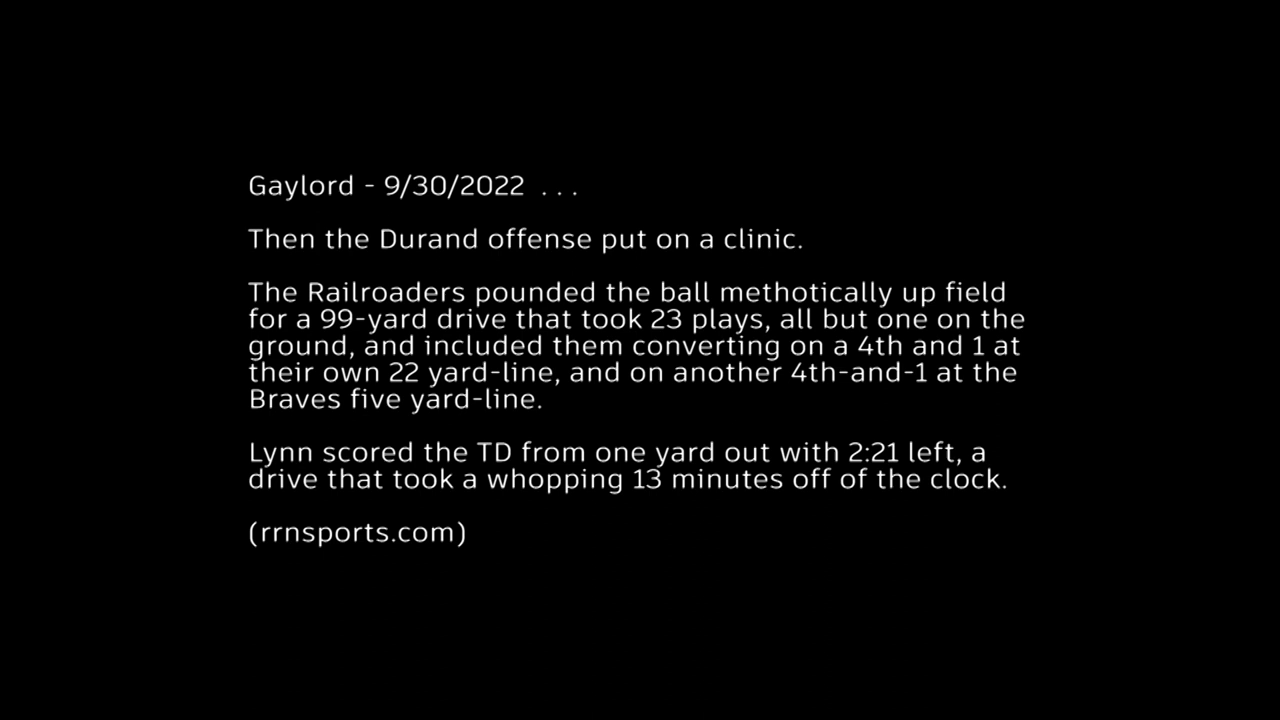 Gaylord - 9/30/2022 . . .
Then the Durand offense put on a clinic.
The Railroaders pounded the ball methotically up field
for a 99-yard drive that took 23 plays, all but one on the
ground, and included them converting on a 4th and 1 at
their own 22 yard-line, and on another 4th-and-1 at the
Braves five yard-line.
Lynn scored the TD from one yard out with 2:21 left, a
drive that took a whopping 13 minutes off of the clock.
(rrnsports.com)